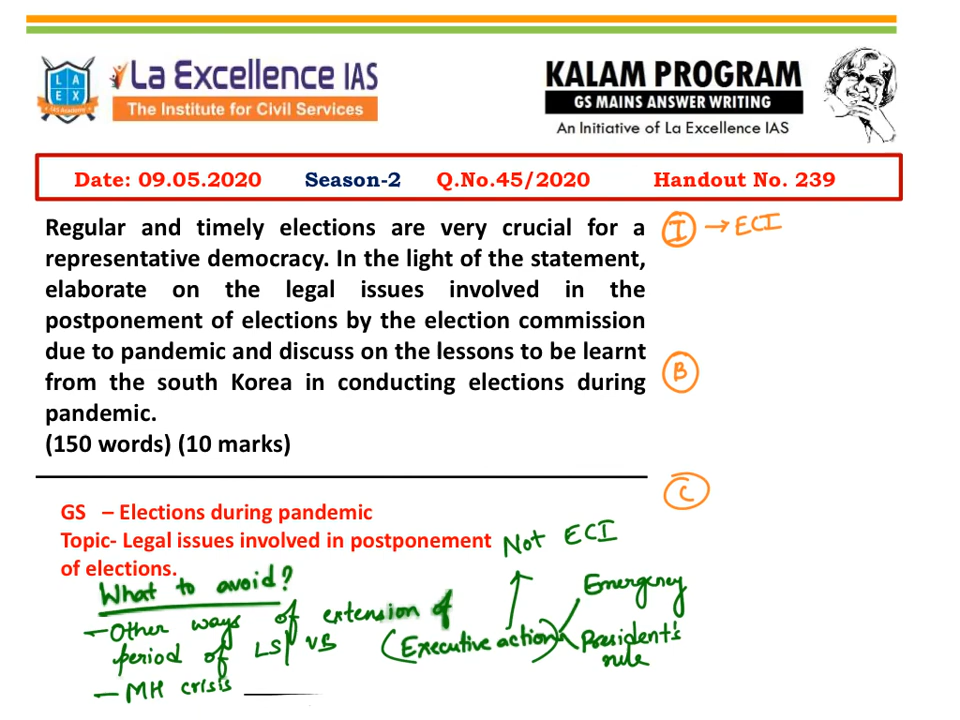 La Excellence IAS
The Institute for Civil Services
L A
E X
IAS Academy
KALAM PROGRAM
GS MAINS ANSWER WRITING
An Initiative of La Excellence IAS
Date: 09.05.2020 Season-2 Q.No.45/2020 Handout No. 239
Regular and timely elections are very crucial for a
representative democracy. In the light of the statement,
elaborate on the legal issues involved in the
postponement of elections by the election commission
due to pandemic and discuss on the lessons to be learnt
from the south Korea in conducting elections during
pandemic.
(150 words) (10 marks)
I → ECI
B
C
GS – Elections during pandemic
Topic- Legal issues involved in postponement
of elections.
Not ECI
What to avoid?
Emergency
- Other ways of extension of
period of LS/VS (Executive action)
President's
rule
- MH crisis